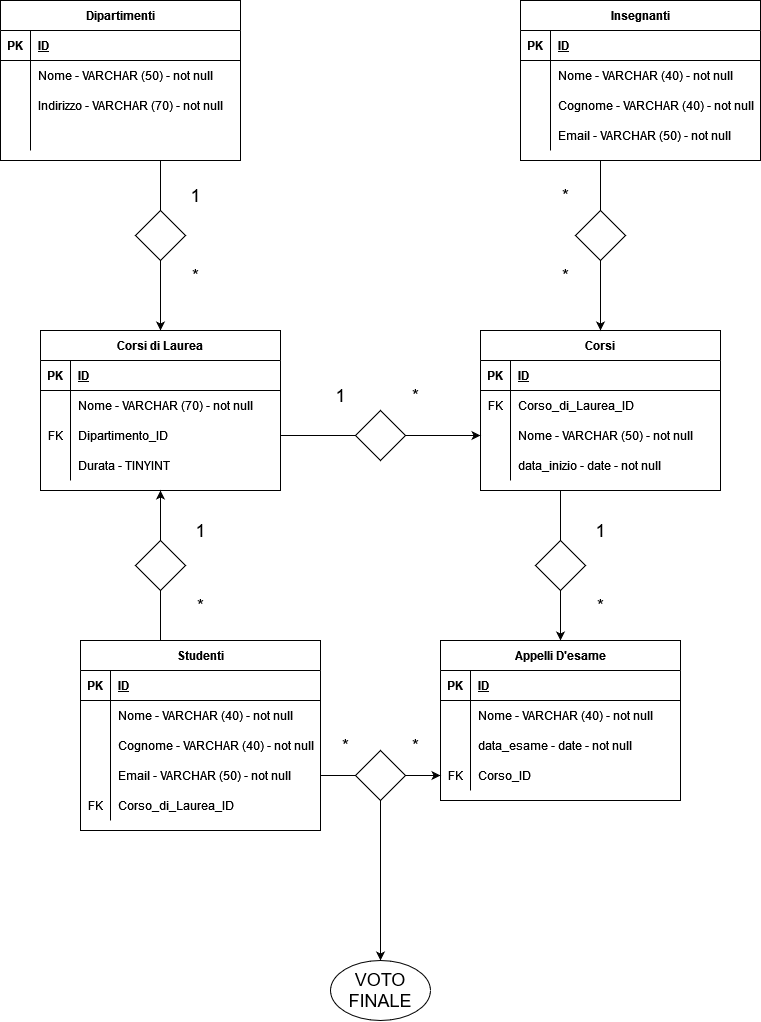 Dipartimenti
PK ID
Nome - VARCHAR (50) - not null
Indirizzo - VARCHAR (70) - not null
Insegnanti
PK ID
Nome - VARCHAR (40) - not null
Cognome - VARCHAR (40) - not null
Email - VARCHAR (50) - not null
1
*
*
*
Corsi di Laurea
PK ID
Nome - VARCHAR (70) - not null
FK Dipartimento_ID
Durata - TINYINT
1 *
Corsi
PK ID
FK Corso_di_Laurea_ID
Nome - VARCHAR (50) - not null
data_inizio - date - not null
1
*
1
*
Studenti
PK ID
Nome - VARCHAR (40) - not null
Cognome - VARCHAR (40) - not null
Email - VARCHAR (50) - not null
FK Corso_di_Laurea_ID
* *
Appelli D'esame
PK ID
Nome - VARCHAR (40) - not null
data_esame - date - not null
FK Corso_ID
VOTO
FINALE